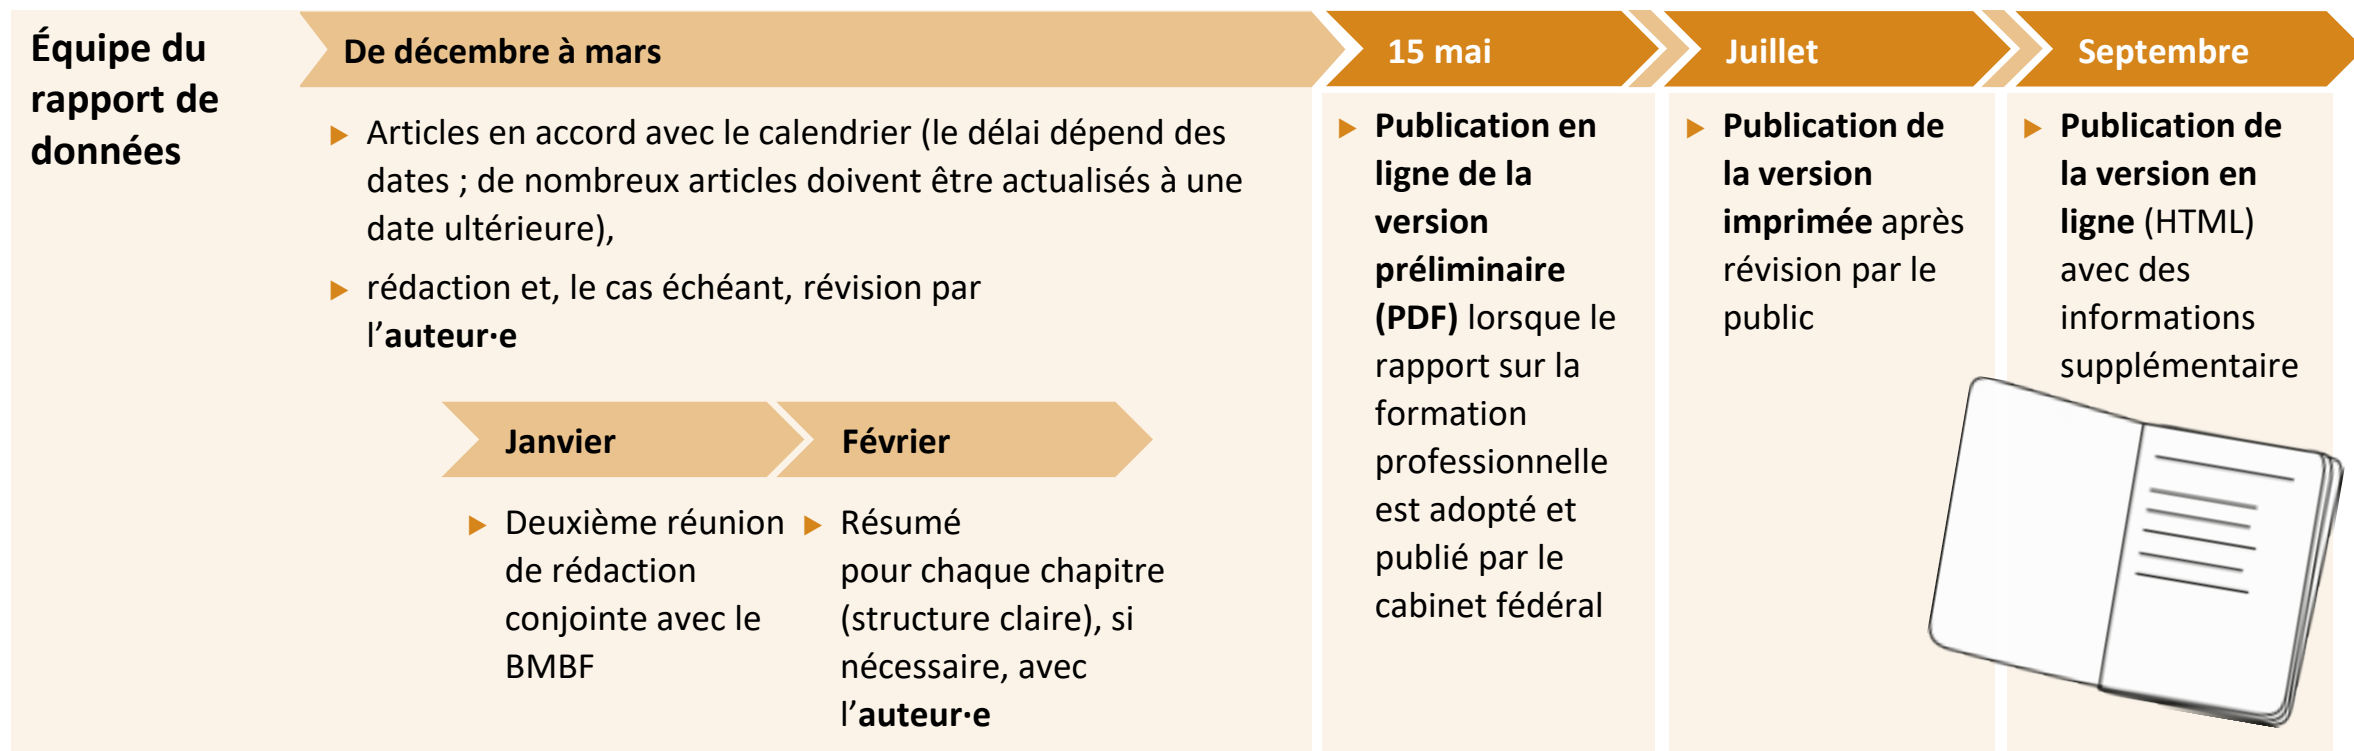 Équipe du
rapport de
données
De décembre à mars
Articles en accord avec le calendrier (le délai dépend des
dates ; de nombreux articles doivent être actualisés à une
date ultérieure),
rédaction et, le cas échéant, révision par
l’auteur·e
Janvier
Deuxième réunion
de rédaction
conjointe avec le
BMBF
Février
Résumé
pour chaque chapitre
(structure claire), si
nécessaire, avec
l’auteur·e
15 mai
Publication en
ligne de la
version
préliminaire
(PDF) lorsque le
rapport sur la
formation
professionnelle
est adopté et
publié par le
cabinet fédéral
Juillet
Publication de
la version
imprimée après
révision par le
public
Septembre
Publication de
la version en
ligne (HTML)
avec des
informations
supplémentaire